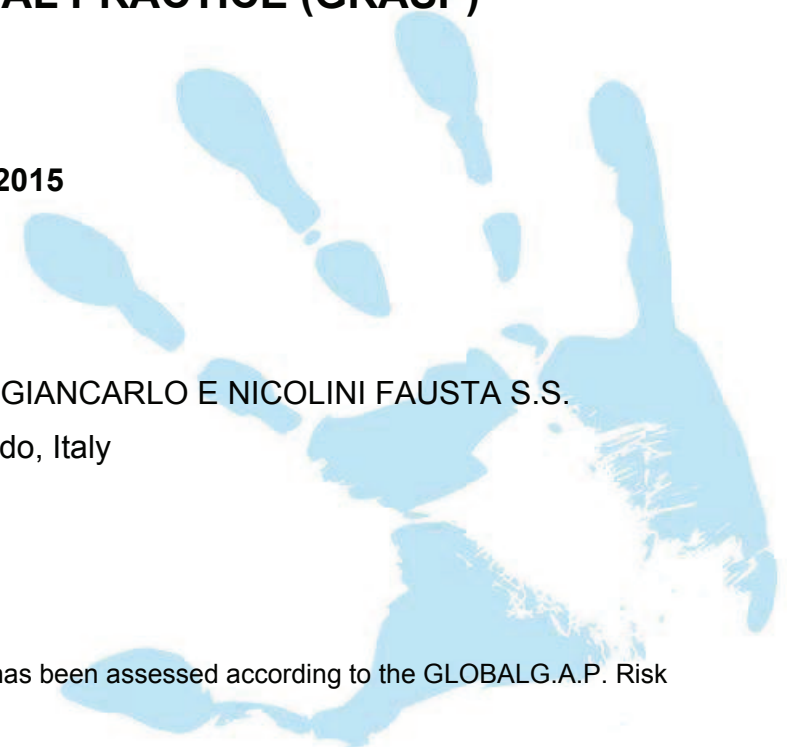 AL PRACTICE (GRASP)
2015
GIANCARLO E NICOLINI FAUSTA S.S.
do, Italy
has been assessed according to the GLOBALG.A.P. Risk